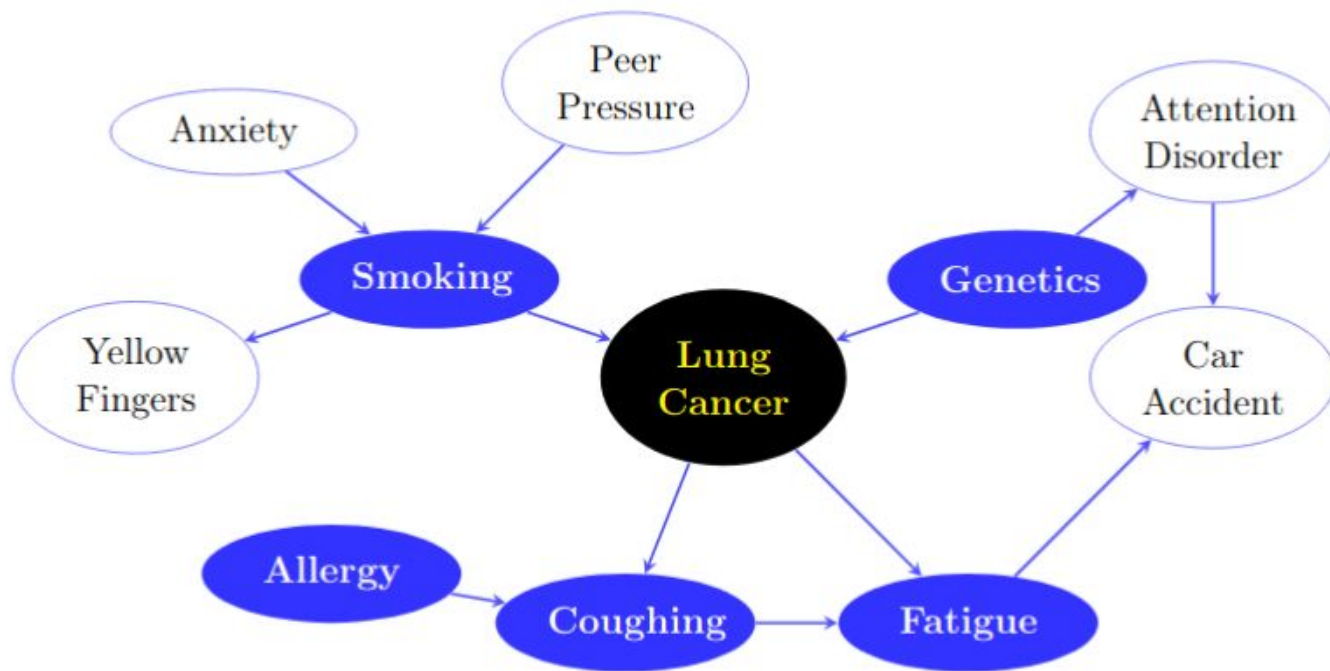 Peer
Pressure
Anxiety
Attention
Disorder
Smoking
Genetics
Yellow
Fingers
Lung
Cancer
Car
Accident
Allergy
Coughing
Fatigue